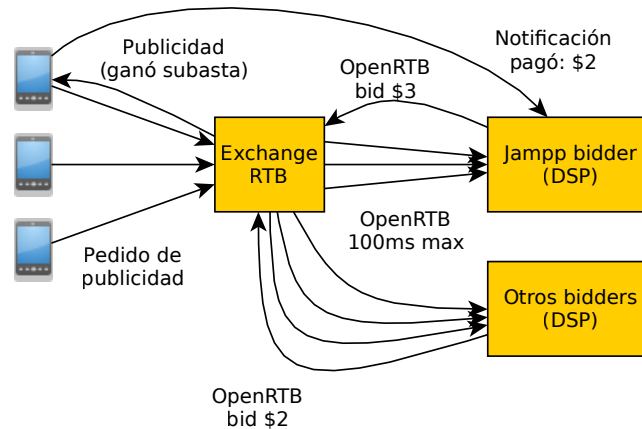 Publicidad
(ganó subasta)
Notificación
pagó: $2
OpenRTB
bid $3
Exchange
RTB
Jampp bidder
(DSP)
OpenRTB
100ms max
Pedido de
publicidad
Otros bidders
(DSP)
OpenRTB
bid $2